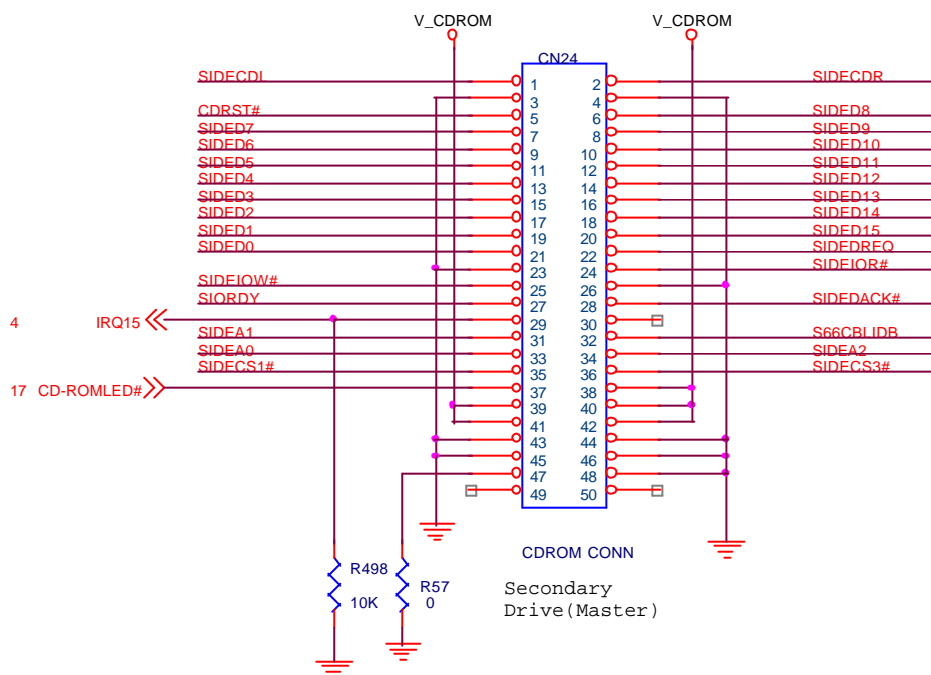 V_CDROM V_CDROM
CN24
SIDECDL 1 2 SIDECDR
3 4
CDRST# 5 6 SIDED8
SIDED7 7 8 SIDED9
SIDED6 9 10 SIDED10
SIDED5 11 12 SIDED11
SIDED4 13 14 SIDED12
SIDED3 15 16 SIDED13
SIDED2 17 18 SIDED14
SIDED1 19 20 SIDED15
SIDED0 21 22 SIDEDREQ
23 24 SIDEIOR#
SIDEIOW# 25 26
SIORDY 27 28 SIDEDACK#
4 IRQ15 29 30
SIDEA1 31 32 S66CBLIDB
SIDEA0 33 34 SIDEA2
SIDECS1# 35 36 SIDECS3#
17 CD-ROMLED# 37 38
39 40
41 42
43 44
45 46
47 48
49 50
CDROM CONN
R498
10K
R57
0
Secondary
Drive(Master)